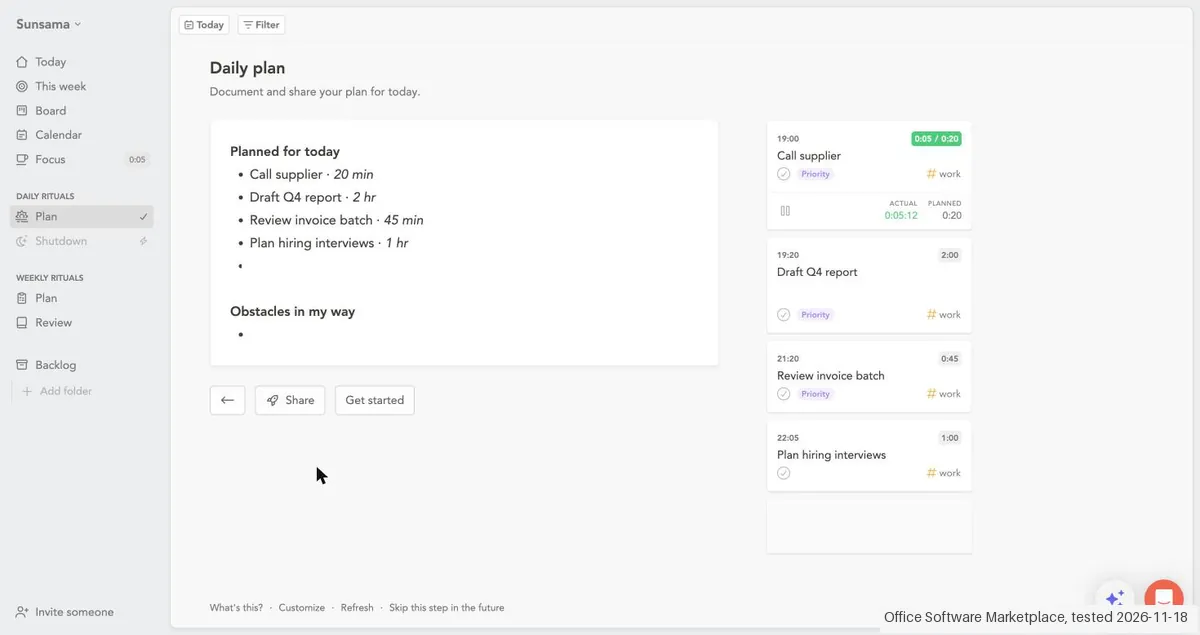 Sunsama
Today
This week
Board
Calendar
Focus 0:05
DAILY RITUALS
Plan
Shutdown
WEEKLY RITUALS
Plan
Review
Backlog
Add folder
Invite someone
Today Filter
Daily plan
Document and share your plan for today.
Planned for today
• Call supplier · 20 min
• Draft Q4 report · 2 hr
• Review invoice batch · 45 min
• Plan hiring interviews · 1 hr
•
Obstacles in my way
•
← Share Get started
What's this? · Customize · Refresh · Skip this step in the future
19:00 0:05 / 0:20
Call supplier
Priority # work
ACTUAL PLANNED
0:05:12 0:20
19:20 2:00
Draft Q4 report
Priority # work
21:20 0:45
Review invoice batch
Priority # work
22:05 1:00
Plan hiring interviews
# work
Office Software Marketplace, tested 2026-11-18